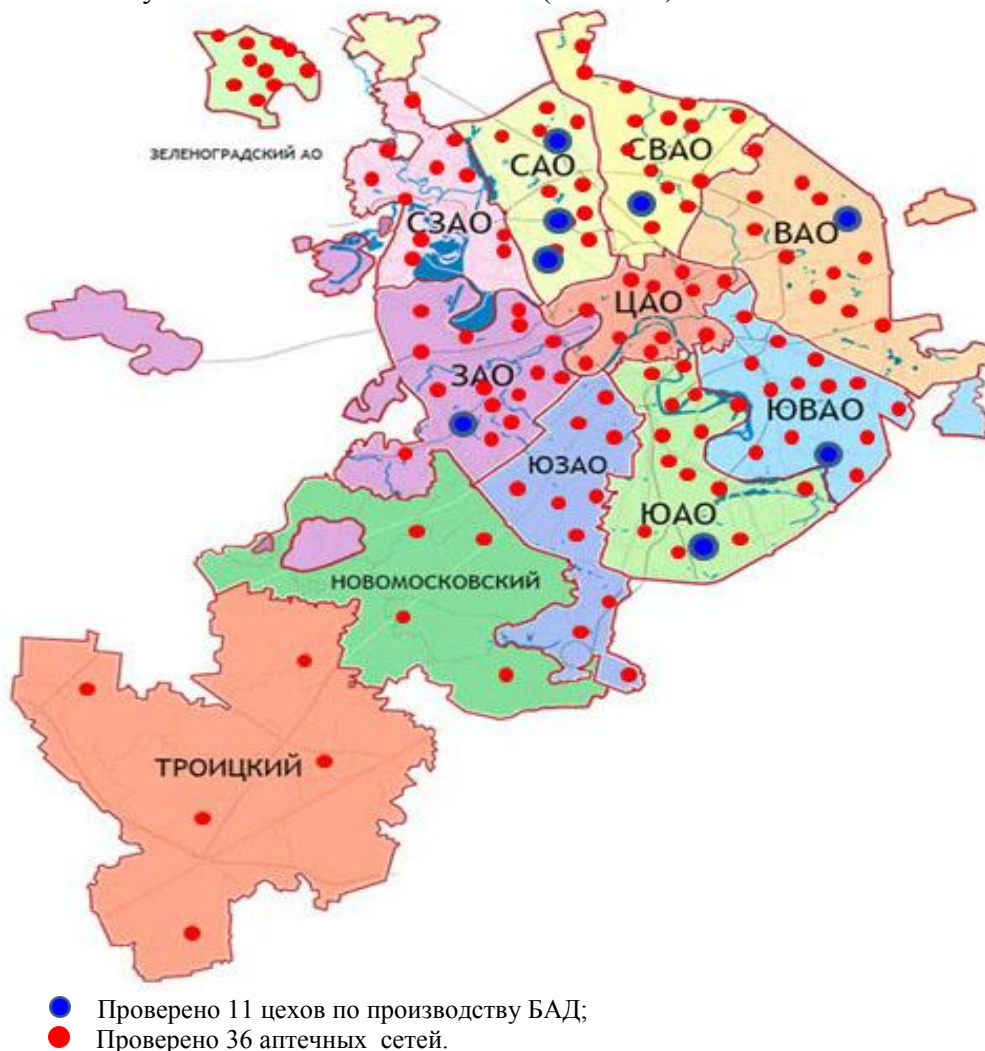 ЗЕЛЕНОГРАДСКИЙ АО
САО
СВАО
СЗАО
ВАО
ЦАО
ЗАО
ЮВАО
ЮЗАО
ЮАО
НОВОМОСКОВСКИЙ
ТРОИЦКИЙ
Проверено 11 цехов по производству БАД;
Проверено 36 аптечных сетей.